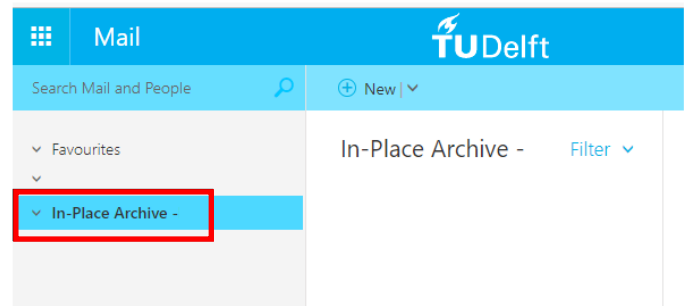 Mail
TUDelft
Search Mail and People
New
Favourites
In-Place Archive -
In-Place Archive -
Filter